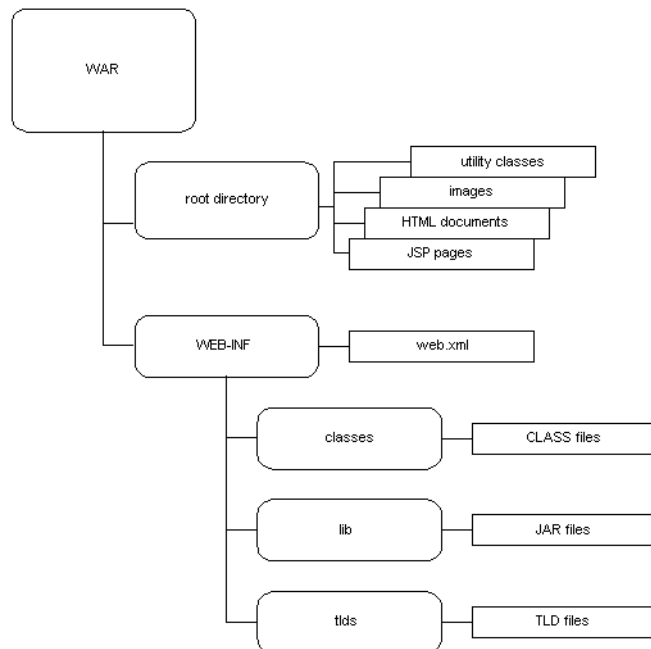 WAR
utility classes
images
root directory
HTML documents
JSP pages
WEB-INF
web.xml
classes
CLASS files
lib
JAR files
tlds
TLD files